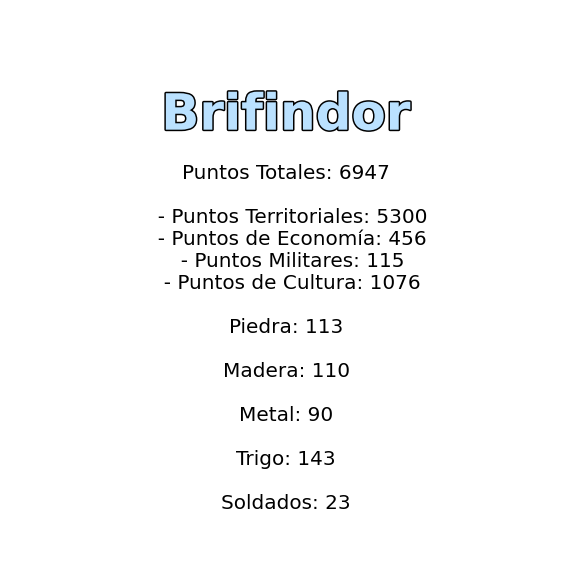 Brifindor
Puntos Totales: 6947
- Puntos Territoriales: 5300
- Puntos de Economía: 456
- Puntos Militares: 115
- Puntos de Cultura: 1076
Piedra: 113
Madera: 110
Metal: 90
Trigo: 143
Soldados: 23